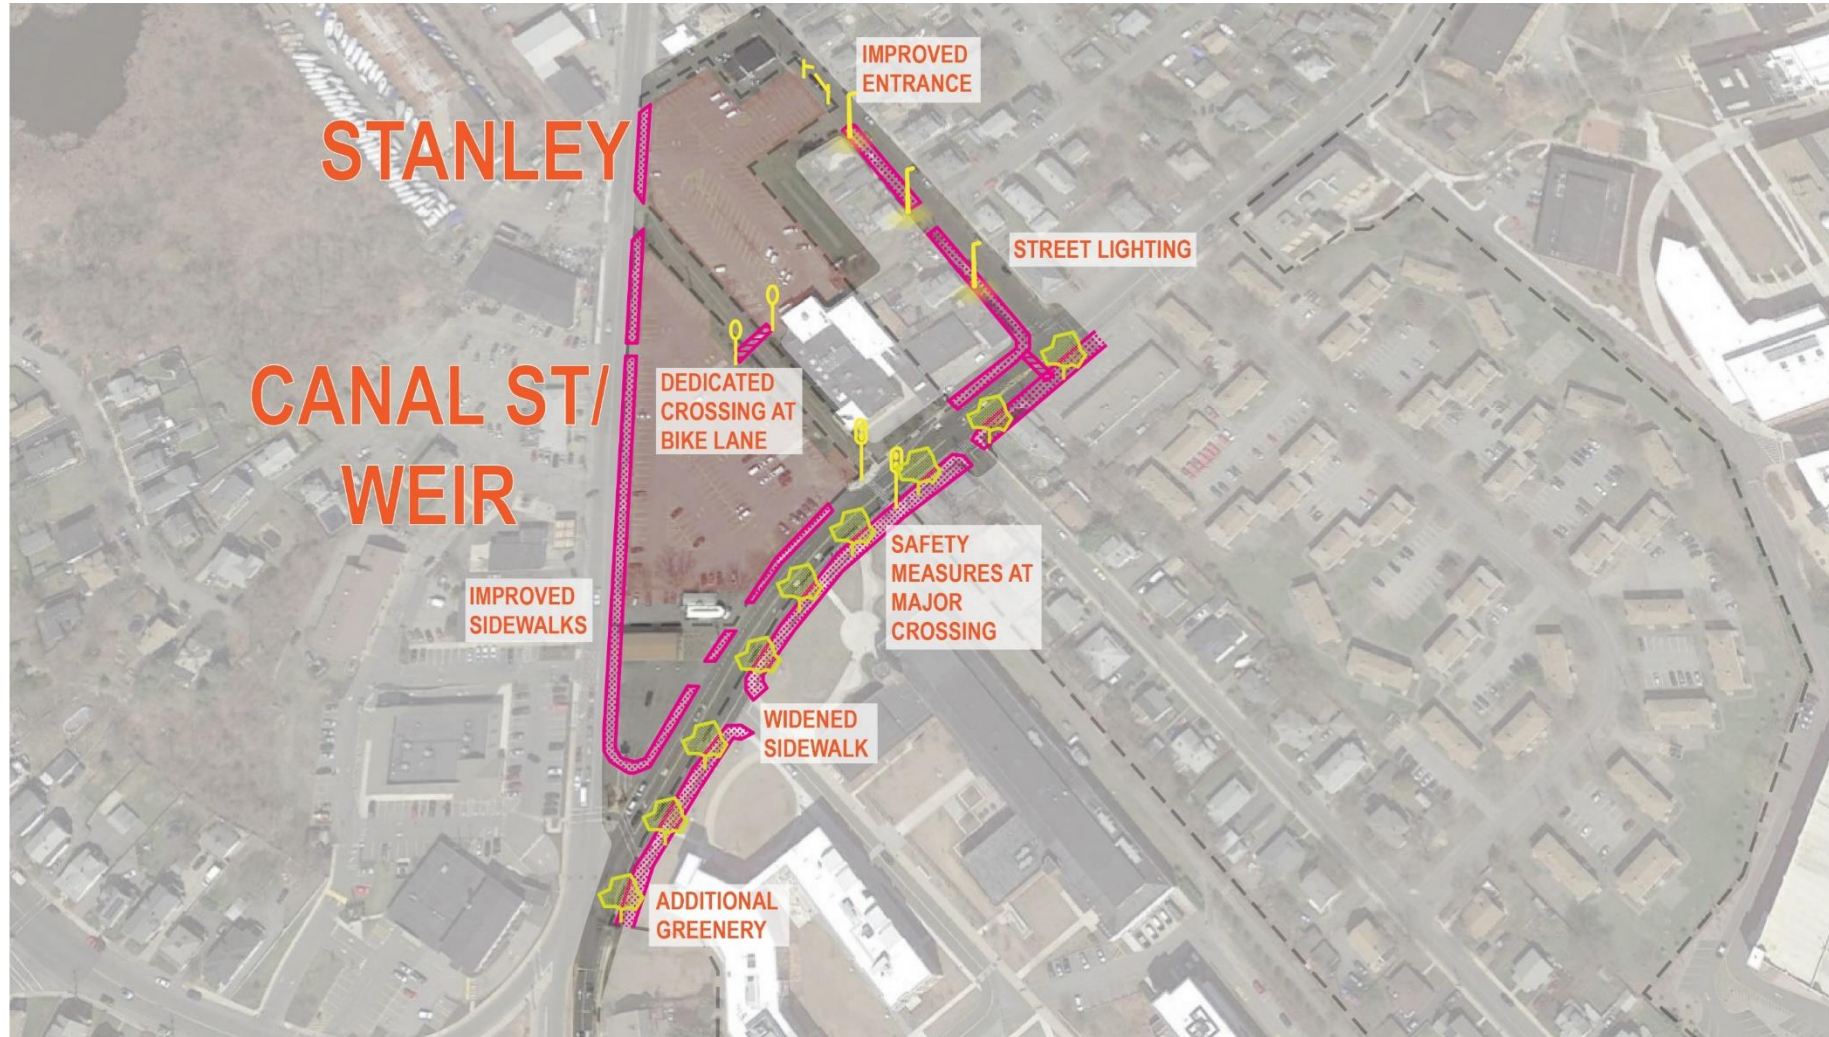 IMPROVED
ENTRANCE
STANLEY
STREET LIGHTING
CANAL ST/
WEIR
DEDICATED
CROSSING AT
BIKE LANE
SAFETY
MEASURES AT
MAJOR
CROSSING
IMPROVED
SIDEWALKS
WIDENED
SIDEWALK
ADDITIONAL
GREENERY